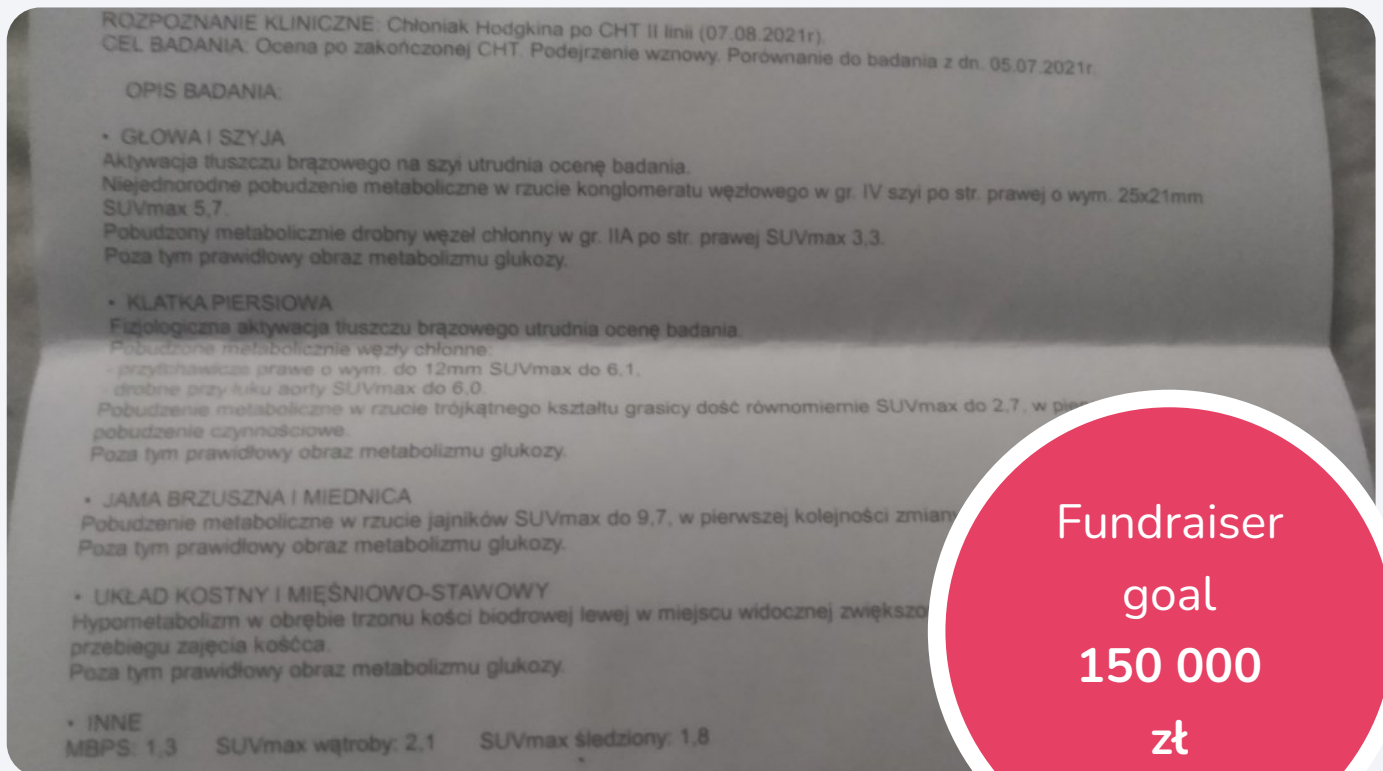 ROZPOZNANIE KLINICZNE: Chłoniak Hodgkina po CHT II linii (07.08.2021r).
CEL BADANIA: Ocena po zakończonej CHT. Podejrzenie wznowy. Porównanie do badania z dn. 05.07.2021r.
OPIS BADANIA:
• GŁOWA I SZYJA
Aktywacja tłuszczu brązowego na szyi utrudnia ocenę badania.
Niejednorodne pobudzenie metaboliczne w rzucie konglomeratu węzłowego w gr. IV szyi po str. prawej o wym. 25x21mm
SUVmax 5,7.
Pobudzony metabolicznie drobny węzeł chłonny w gr. IIA po str. prawej SUVmax 3,3.
Poza tym prawidłowy obraz metabolizmu glukozy.
• KLATKA PIERSIOWA
Fizjologiczna aktywacja tłuszczu brązowego utrudnia ocenę badania.
Pobudzone metabolicznie węzły chłonne:
- przytchawicze prawe o wym. do 12mm SUVmax do 6,1.
- drobne przy łuku aorty SUVmax do 6,0.
Pobudzenie metaboliczne w rzucie trójkątnego kształtu grasicy dość równomiernie SUVmax do 2,7, w
pobudzenie czynnościowe.
Poza tym prawidłowy obraz metabolizmu glukozy.
• JAMA BRZUSZNA I MIEDNICA
Pobudzenie metaboliczne w rzucie jajników SUVmax do 9,7, w pierwszej kolejności zmian
Poza tym prawidłowy obraz metabolizmu glukozy.
• UKŁAD KOSTNY I MIĘŚNIOWO-STAWOWY
Hypometabolizm w obrębie trzonu kości biodrowej lewej w miejscu widocznej
przebiegu zajęcia kośćca.
Poza tym prawidłowy obraz metabolizmu glukozy.
• INNE
MBPS: 1,3 SUVmax wątroby: 2,1 SUVmax śledziony: 1,8
Fundraiser
goal
150 000
zł